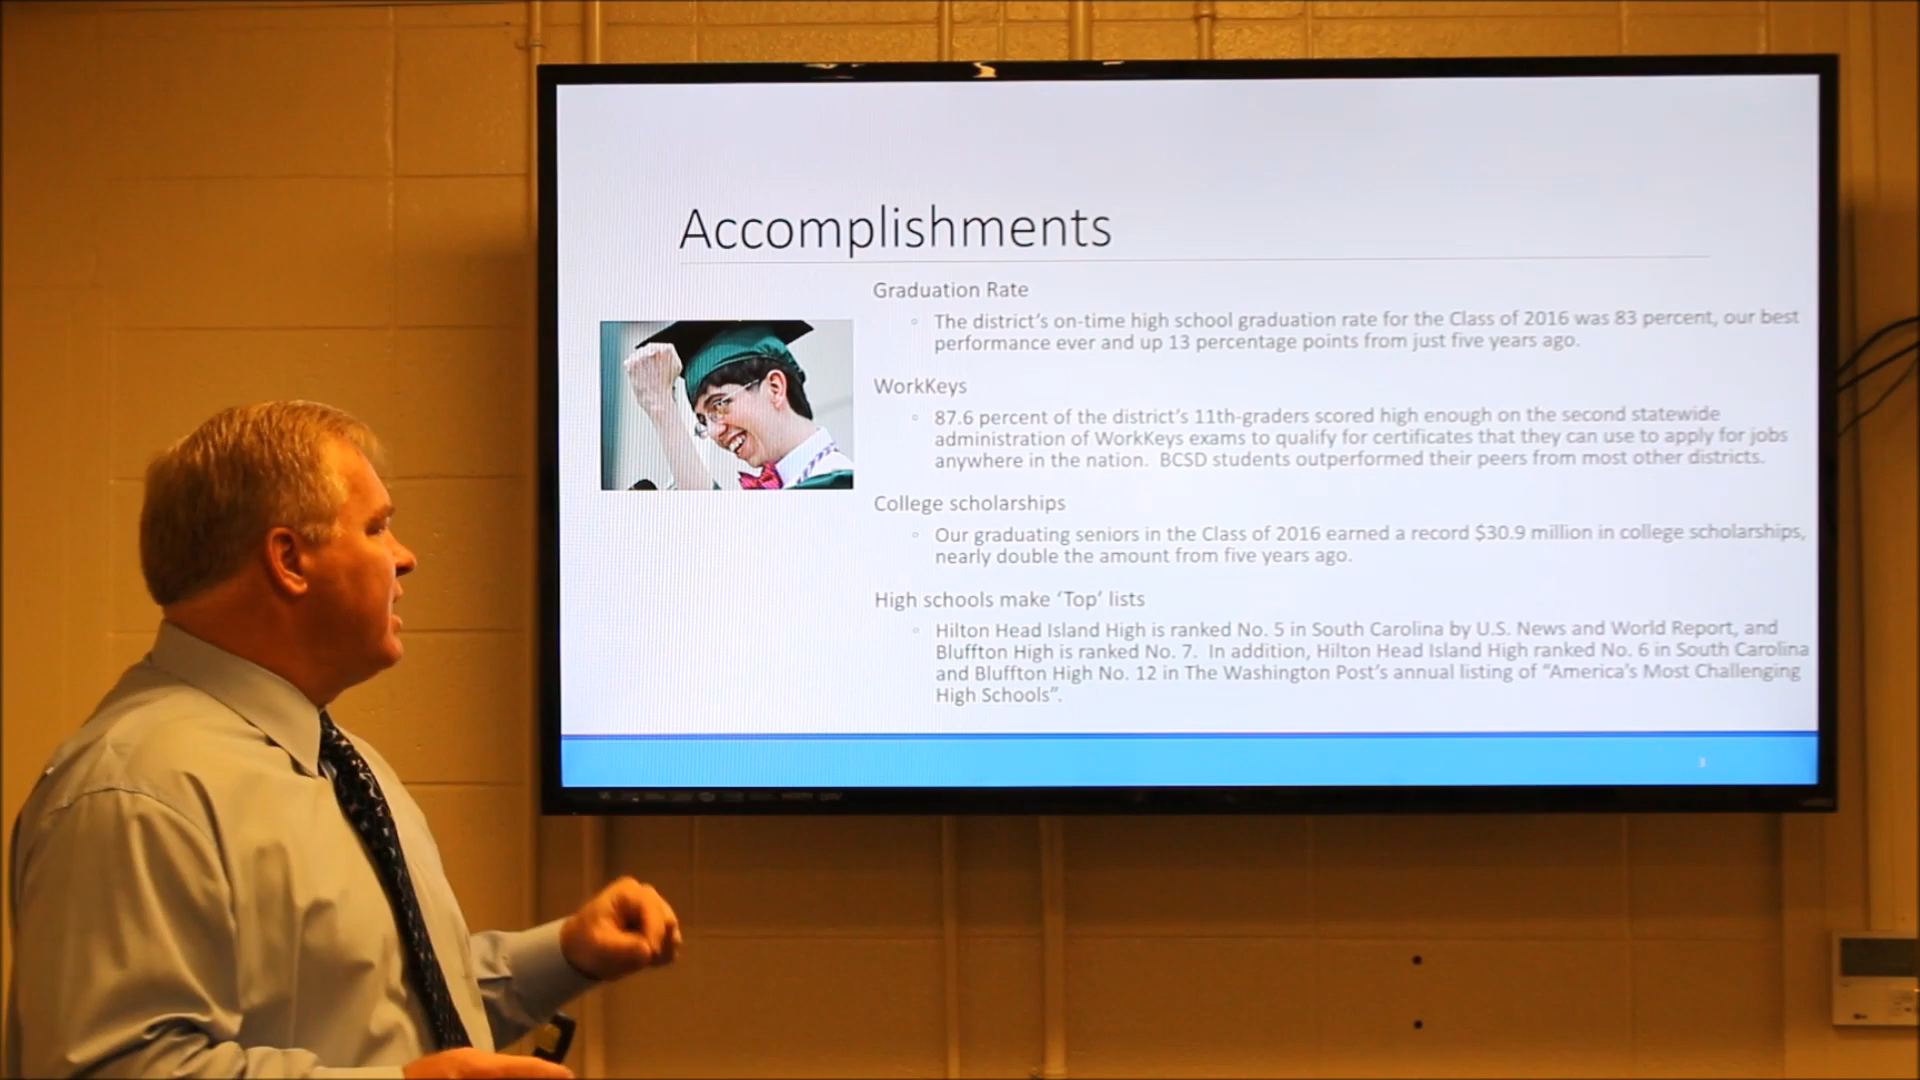 Accomplishments
Graduation Rate
The district's on-time high school graduation rate for the Class of 2016 was 83 percent, our best
performance ever and up 13 percentage points from just five years ago.
WorkKeys
87.6 percent of the district's 11th-graders scored high enough on the second statewide
administration of WorkKeys exams to qualify for certificates that they can use to apply for jobs
anywhere in the nation.  BCSD students outperformed their peers from most other districts.
College scholarships
Our graduating seniors in the Class of 2016 earned a record $30.9 million in college scholarships,
nearly double the amount from five years ago.
High schools make ‘Top’ lists
Hilton Head Island High is ranked No. 5 in South Carolina by U.S. News and World Report, and
Bluffton High is ranked No. 7.  In addition, Hilton Head Island High ranked No. 6 in South Carolina
and Bluffton High No. 12 in The Washington Post's annual listing of “America's Most Challenging
High Schools”.
3